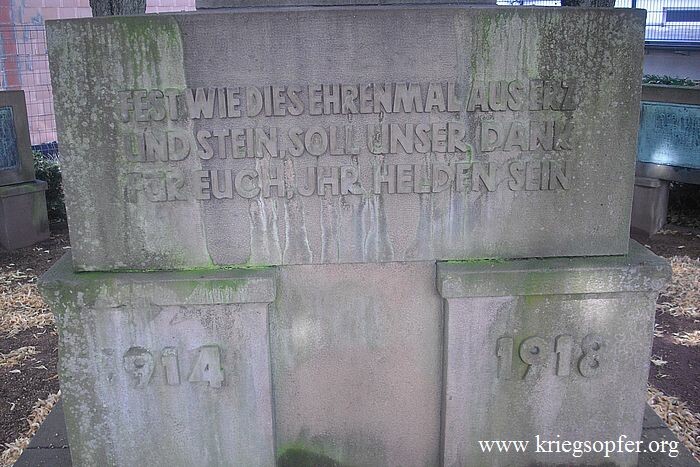 FEST WIE DIES EHRENMAL AUS ERZ
UND STEIN, SOLL UNSER DANK
FÜR EUCH, JHR HELDEN SEIN
1914 1918
www.kriegsopfer.org